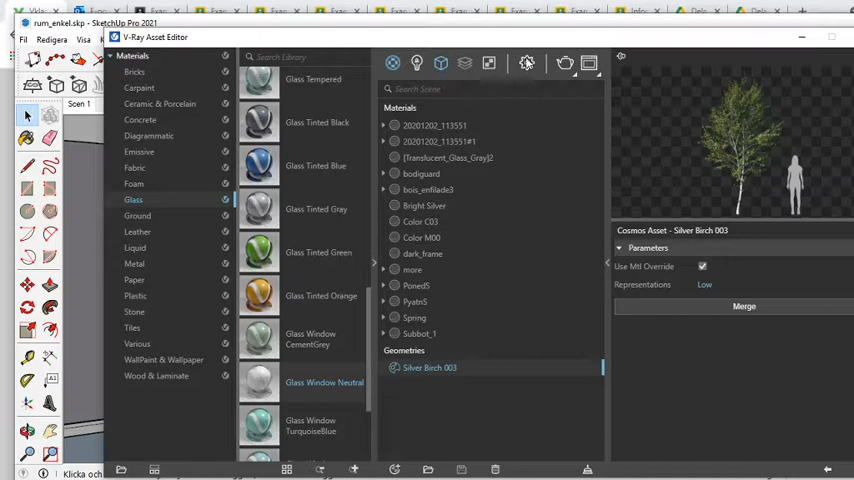 rum_enkel.skp - SketchUp Pro 2021
Fil
Redigera
Scen 1
Klicka o
V-Ray Asset Editor
Materials
Bricks
Carpaint
Ceramic & Porcelain
Concrete
Diagrammatic
Emissive
Fabric
Foam
Glass
Ground
Leather
Liquid
Metal
Paper
Plastic
Stone
Tiles
Various
WallPaint & Wallpaper
Wood & Laminate
Search Library
Glass Tempered
Glass Tinted Black
Glass Tinted Blue
Glass Tinted Gray
Glass Tinted Green
Glass Tinted Orange
Glass Window
CementGrey
Glass Window Neutral
Glass Window
TurquoiseBlue
Search Scene
Materials
20201202_113551
20201202_113551#1
[Translucent_Glass_Gray]2
bodiguard
bois_enfilade3
Bright Silver
Color C03
Color M00
dark_frame
more
PonedS
PyatnS
Spring
Subbot_1
Geometries
Silver Birch 003
Cosmos Asset - Silver Birch 003
Parameters
Use Mtl Override
Representations Low
Merge